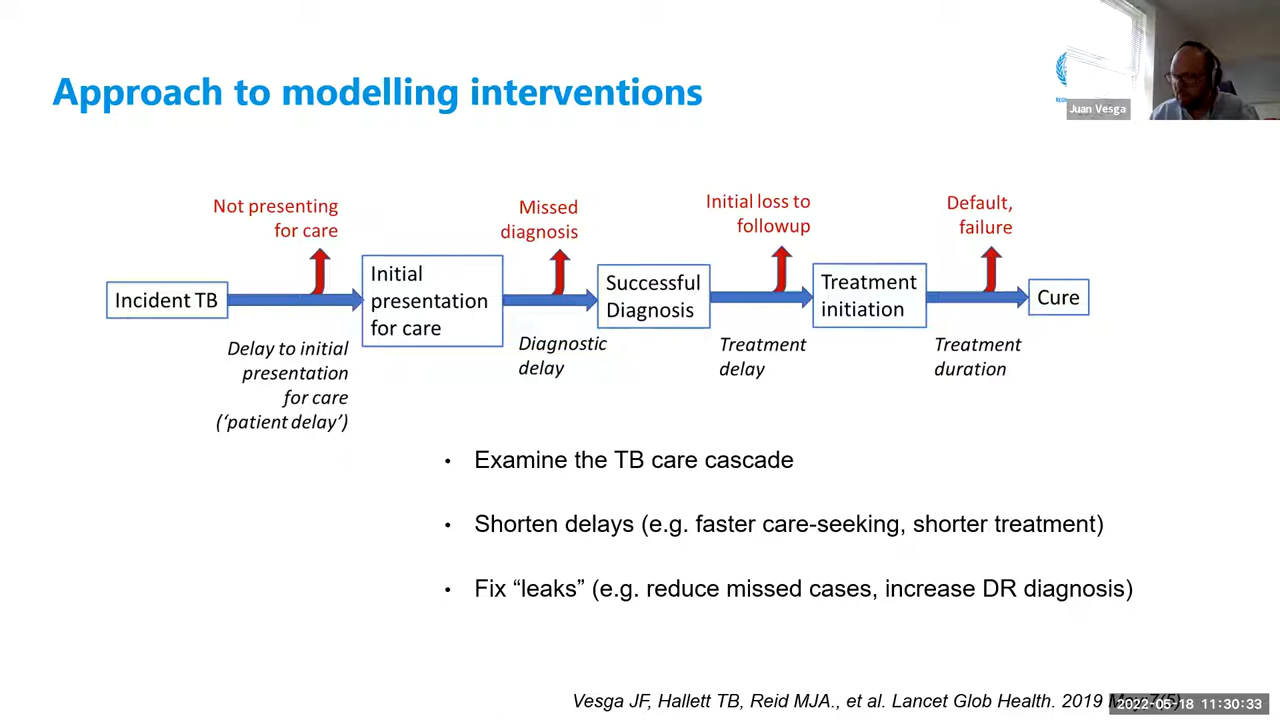 Approach to modelling interventions
Juan Vesga
Not presenting
for care
Missed
diagnosis
Initial loss to
followup
Default,
failure
Incident TB
Initial
presentation
for care
Successful
Diagnosis
Treatment
initiation
Cure
Delay to initial
presentation
for care
(‘patient delay’)
Diagnostic
delay
Treatment
delay
Treatment
duration
• Examine the TB care cascade
• Shorten delays (e.g. faster care-seeking, shorter treatment)
• Fix “leaks” (e.g. reduce missed cases, increase DR diagnosis)
Vesga JF, Hallett TB, Reid MJA., et al. Lancet Glob Health. 2019
2022-05-18 11:30:33